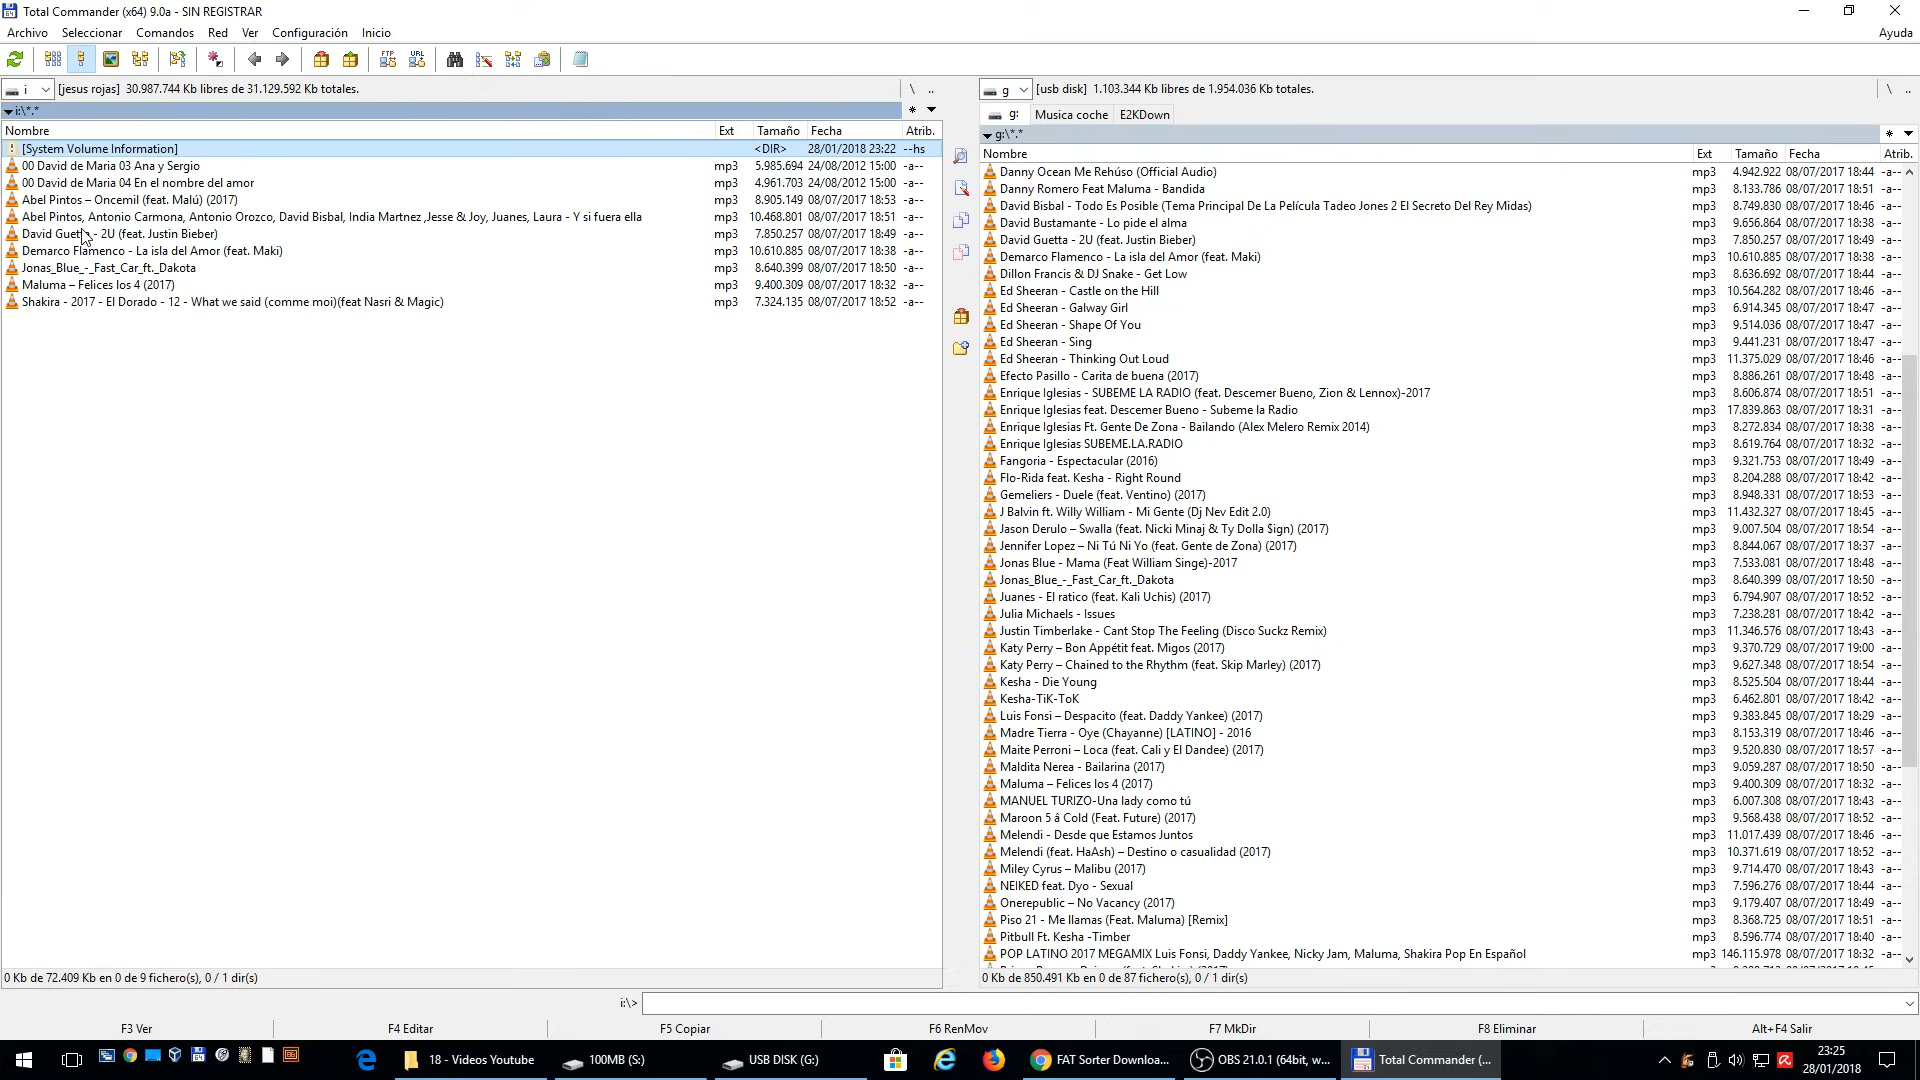 Total Commander (x64) 9.0a - SIN REGISTRAR
Archivo Seleccionar Comandos Red Ver Configuración Inicio Ayuda
FTP URL
i [jesus rojas] 30.987.744 Kb libres de 31.129.592 Kb totales. \ ..
i:\*.* * 
Nombre Ext Tamaño Fecha Atrib.
[System Volume Information] <DIR> 28/01/2018 23:22 --hs
00 David de Maria 03 Ana y Sergio mp3 5.985.694 24/08/2012 15:00 -a--
00 David de Maria 04 En el nombre del amor mp3 4.961.703 24/08/2012 15:00 -a--
Abel Pintos – Oncemil (feat. Malú) (2017) mp3 8.905.149 08/07/2017 18:53 -a--
Abel Pintos, Antonio Carmona, Antonio Orozco, David Bisbal, India Martnez ,Jesse & Joy, Juanes, Laura - Y si fuera ella mp3 10.468.801 08/07/2017 18:51 -a--
David Guetta - 2U (feat. Justin Bieber) mp3 7.850.257 08/07/2017 18:49 -a--
Demarco Flamenco - La isla del Amor (feat. Maki) mp3 10.610.885 08/07/2017 18:38 -a--
Jonas_Blue_-_Fast_Car_ft._Dakota mp3 8.640.399 08/07/2017 18:50 -a--
Maluma – Felices los 4 (2017) mp3 9.400.309 08/07/2017 18:32 -a--
Shakira - 2017 - El Dorado - 12 - What we said (comme moi)(feat Nasri & Magic) mp3 7.324.135 08/07/2017 18:52 -a--
0 Kb de 72.409 Kb en 0 de 9 fichero(s), 0 / 1 dir(s)
g [usb disk] 1.103.344 Kb libres de 1.954.036 Kb totales. \ ..
g: Musica coche E2KDown
g:\*.* *
Nombre Ext Tamaño Fecha Atrib.
Danny Ocean Me Rehúso (Official Audio) mp3 4.942.922 08/07/2017 18:44 -a--
Danny Romero Feat Maluma - Bandida mp3 8.133.786 08/07/2017 18:51 -a--
David Bisbal - Todo Es Posible (Tema Principal De La Película Tadeo Jones 2 El Secreto Del Rey Midas) mp3 8.749.830 08/07/2017 18:46 -a--
David Bustamante - Lo pide el alma mp3 9.656.864 08/07/2017 18:38 -a--
David Guetta - 2U (feat. Justin Bieber) mp3 7.850.257 08/07/2017 18:49 -a--
Demarco Flamenco - La isla del Amor (feat. Maki) mp3 10.610.885 08/07/2017 18:38 -a--
Dillon Francis & DJ Snake - Get Low mp3 8.636.692 08/07/2017 18:44 -a--
Ed Sheeran - Castle on the Hill mp3 10.564.282 08/07/2017 18:46 -a--
Ed Sheeran - Galway Girl mp3 6.914.345 08/07/2017 18:47 -a--
Ed Sheeran - Shape Of You mp3 9.514.036 08/07/2017 18:47 -a--
Ed Sheeran - Sing mp3 9.441.231 08/07/2017 18:47 -a--
Ed Sheeran - Thinking Out Loud mp3 11.375.029 08/07/2017 18:46 -a--
Efecto Pasillo - Carita de buena (2017) mp3 8.886.261 08/07/2017 18:48 -a--
Enrique Iglesias - SUBEME LA RADIO (feat. Descemer Bueno, Zion & Lennox)-2017 mp3 8.606.874 08/07/2017 18:51 -a--
Enrique Iglesias feat. Descemer Bueno - Subeme la Radio mp3 17.839.863 08/07/2017 18:31 -a--
Enrique Iglesias Ft. Gente De Zona - Bailando (Alex Melero Remix 2014) mp3 8.272.834 08/07/2017 18:38 -a--
Enrique Iglesias SUBEME.LA.RADIO mp3 8.619.764 08/07/2017 18:32 -a--
Fangoria - Espectacular (2016) mp3 9.321.753 08/07/2017 18:49 -a--
Flo-Rida feat. Kesha - Right Round mp3 8.204.288 08/07/2017 18:42 -a--
Gemeliers - Duele (feat. Ventino) (2017) mp3 8.948.331 08/07/2017 18:53 -a--
J Balvin ft. Willy William - Mi Gente (Dj Nev Edit 2.0) mp3 11.432.327 08/07/2017 18:45 -a--
Jason Derulo – Swalla (feat. Nicki Minaj & Ty Dolla $ign) (2017) mp3 9.007.504 08/07/2017 18:54 -a--
Jennifer Lopez – Ni Tú Ni Yo (feat. Gente de Zona) (2017) mp3 8.844.067 08/07/2017 18:37 -a--
Jonas Blue - Mama (Feat William Singe)-2017 mp3 7.533.081 08/07/2017 18:48 -a--
Jonas_Blue_-_Fast_Car_ft._Dakota mp3 8.640.399 08/07/2017 18:50 -a--
Juanes - El ratico (feat. Kali Uchis) (2017) mp3 6.794.907 08/07/2017 18:52 -a--
Julia Michaels - Issues mp3 7.238.281 08/07/2017 18:42 -a--
Justin Timberlake - Cant Stop The Feeling (Disco Suckz Remix) mp3 11.346.576 08/07/2017 18:43 -a--
Katy Perry – Bon Appétit feat. Migos (2017) mp3 9.370.729 08/07/2017 19:00 -a--
Katy Perry – Chained to the Rhythm (feat. Skip Marley) (2017) mp3 9.627.348 08/07/2017 18:54 -a--
Kesha - Die Young mp3 8.525.504 08/07/2017 18:44 -a--
Kesha-TiK-ToK mp3 6.462.801 08/07/2017 18:42 -a--
Luis Fonsi – Despacito (feat. Daddy Yankee) (2017) mp3 9.383.845 08/07/2017 18:29 -a--
Madre Tierra - Oye (Chayanne) [LATINO] - 2016 mp3 8.153.319 08/07/2017 18:46 -a--
Maite Perroni – Loca (feat. Cali y El Dandee) (2017) mp3 9.520.830 08/07/2017 18:57 -a--
Maldita Nerea - Bailarina (2017) mp3 9.059.287 08/07/2017 18:50 -a--
Maluma – Felices los 4 (2017) mp3 9.400.309 08/07/2017 18:32 -a--
MANUEL TURIZO-Una lady como tú mp3 6.007.308 08/07/2017 18:43 -a--
Maroon 5 â Cold (Feat. Future) (2017) mp3 9.568.438 08/07/2017 18:52 -a--
Melendi - Desde que Estamos Juntos mp3 11.017.439 08/07/2017 18:46 -a--
Melendi (feat. HaAsh) – Destino o casualidad (2017) mp3 10.371.619 08/07/2017 18:52 -a--
Miley Cyrus – Malibu (2017) mp3 9.714.470 08/07/2017 18:43 -a--
NEIKED feat. Dyo - Sexual mp3 7.596.276 08/07/2017 18:44 -a--
Onerepublic – No Vacancy (2017) mp3 9.179.407 08/07/2017 18:49 -a--
Piso 21 - Me llamas (Feat. Maluma) [Remix] mp3 8.368.725 08/07/2017 18:51 -a--
Pitbull Ft. Kesha -Timber mp3 8.596.774 08/07/2017 18:40 -a--
POP LATINO 2017 MEGAMIX Luis Fonsi, Daddy Yankee, Nicky Jam, Maluma, Shakira Pop En Español mp3 146.115.978 08/07/2017 18:32 -a--
0 Kb de 850.491 Kb en 0 de 87 fichero(s), 0 / 1 dir(s)
i:\>
F3 Ver F4 Editar F5 Copiar F6 RenMov F7 MkDir F8 Eliminar Alt+F4 Salir
18 - Videos Youtube 100MB (S:) USB DISK (G:) FAT Sorter Downloa... OBS 21.0.1 (64bit, w... Total Commander (... 23:25
28/01/2018